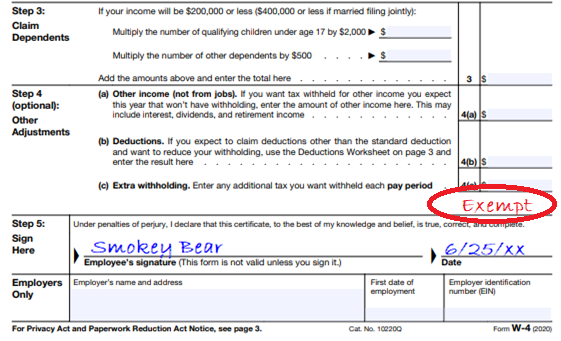 Step 3:
Claim
Dependents
If your income will be $200,000 or less ($400,000 or less if married filing jointly):
Multiply the number of qualifying children under age 17 by $2,000 ▶ $
Multiply the number of other dependents by $500 . . . . ▶ $
Add the amounts above and enter the total here . . . . . . . . . . . . . 3 $
Step 4
(optional):
Other
Adjustments
(a) Other income (not from jobs). If you want tax withheld for other income you expect
this year that won't have withholding, enter the amount of other income here. This may
include interest, dividends, and retirement income . . . . . . . . . . . . 4(a) $
(b) Deductions. If you expect to claim deductions other than the standard deduction
and want to reduce your withholding, use the Deductions Worksheet on page 3 and
enter the result here . . . . . . . . . . . . . . . . . . . . . 4(b) $
(c) Extra withholding. Enter any additional tax you want withheld each pay period . 4(c) $
Exempt
Step 5:
Sign
Here
Under penalties of perjury, I declare that this certificate, to the best of my knowledge and belief, is true, correct, and complete.
Smokey Bear 6/25/xx
Employee's signature (This form is not valid unless you sign it.) Date
Employers
Only
Employer's name and address
First date of
employment
Employer identification
number (EIN)
For Privacy Act and Paperwork Reduction Act Notice, see page 3. Cat. No. 10220Q Form W-4 (2020)